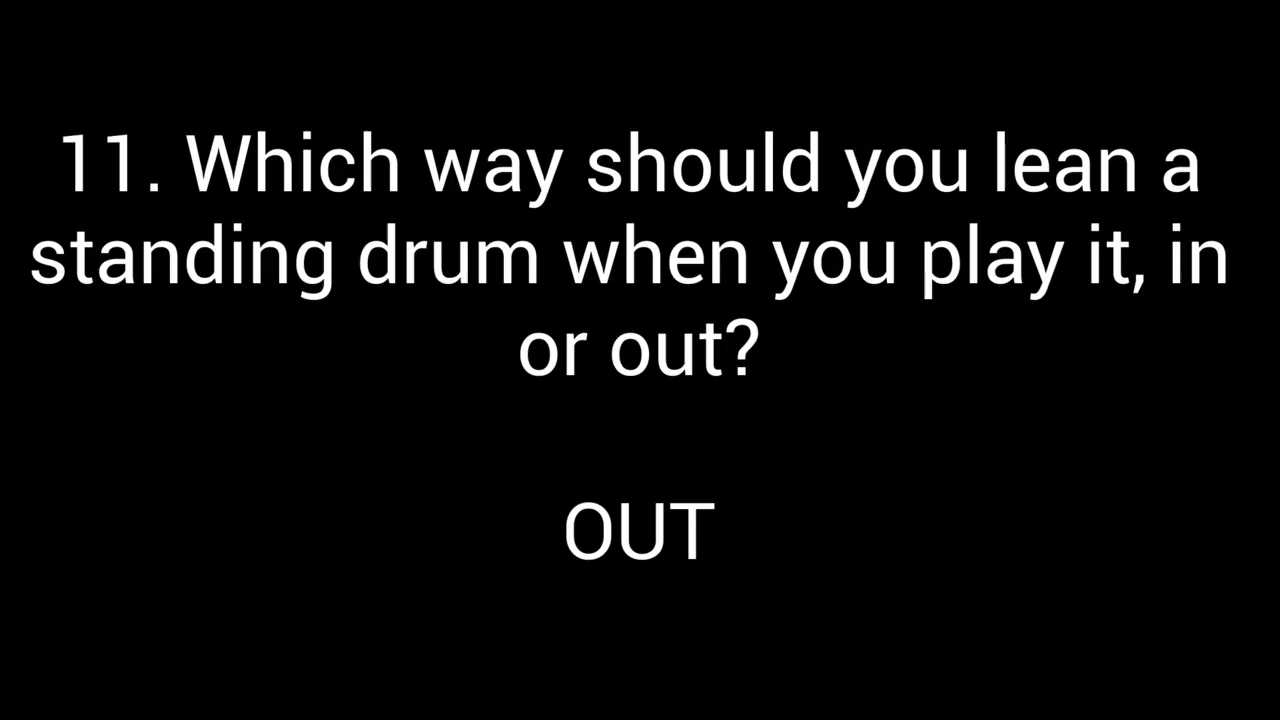 11. Which way should you lean a
standing drum when you play it, in
or out?
OUT